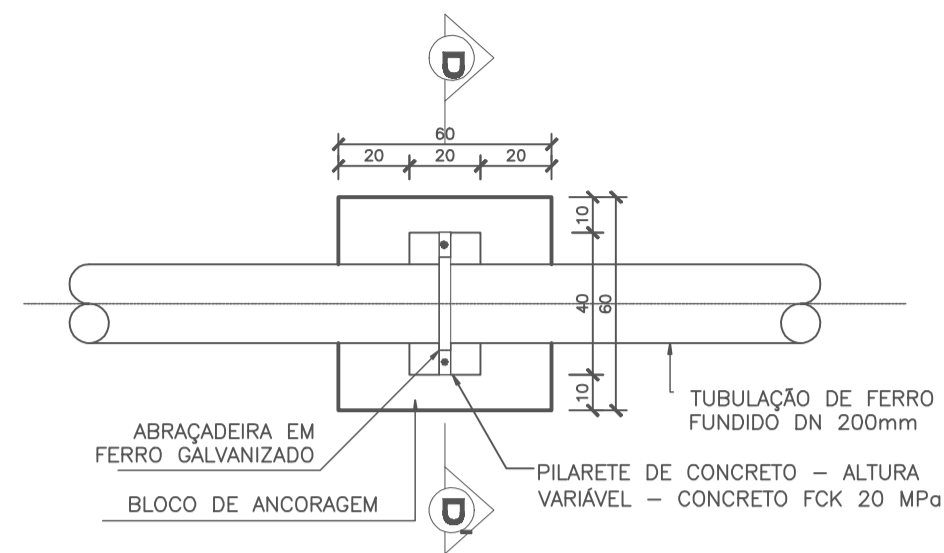 D
60
20
20
20
10
40
60
10
TUBULAÇÃO DE FERRO
FUNDIDO DN 200mm
ABRAÇADEIRA EM
FERRO GALVANIZADO
PILARETE DE CONCRETO – ALTURA
VARIÁVEL – CONCRETO FCK 20 MPa
BLOCO DE ANCORAGEM
D'